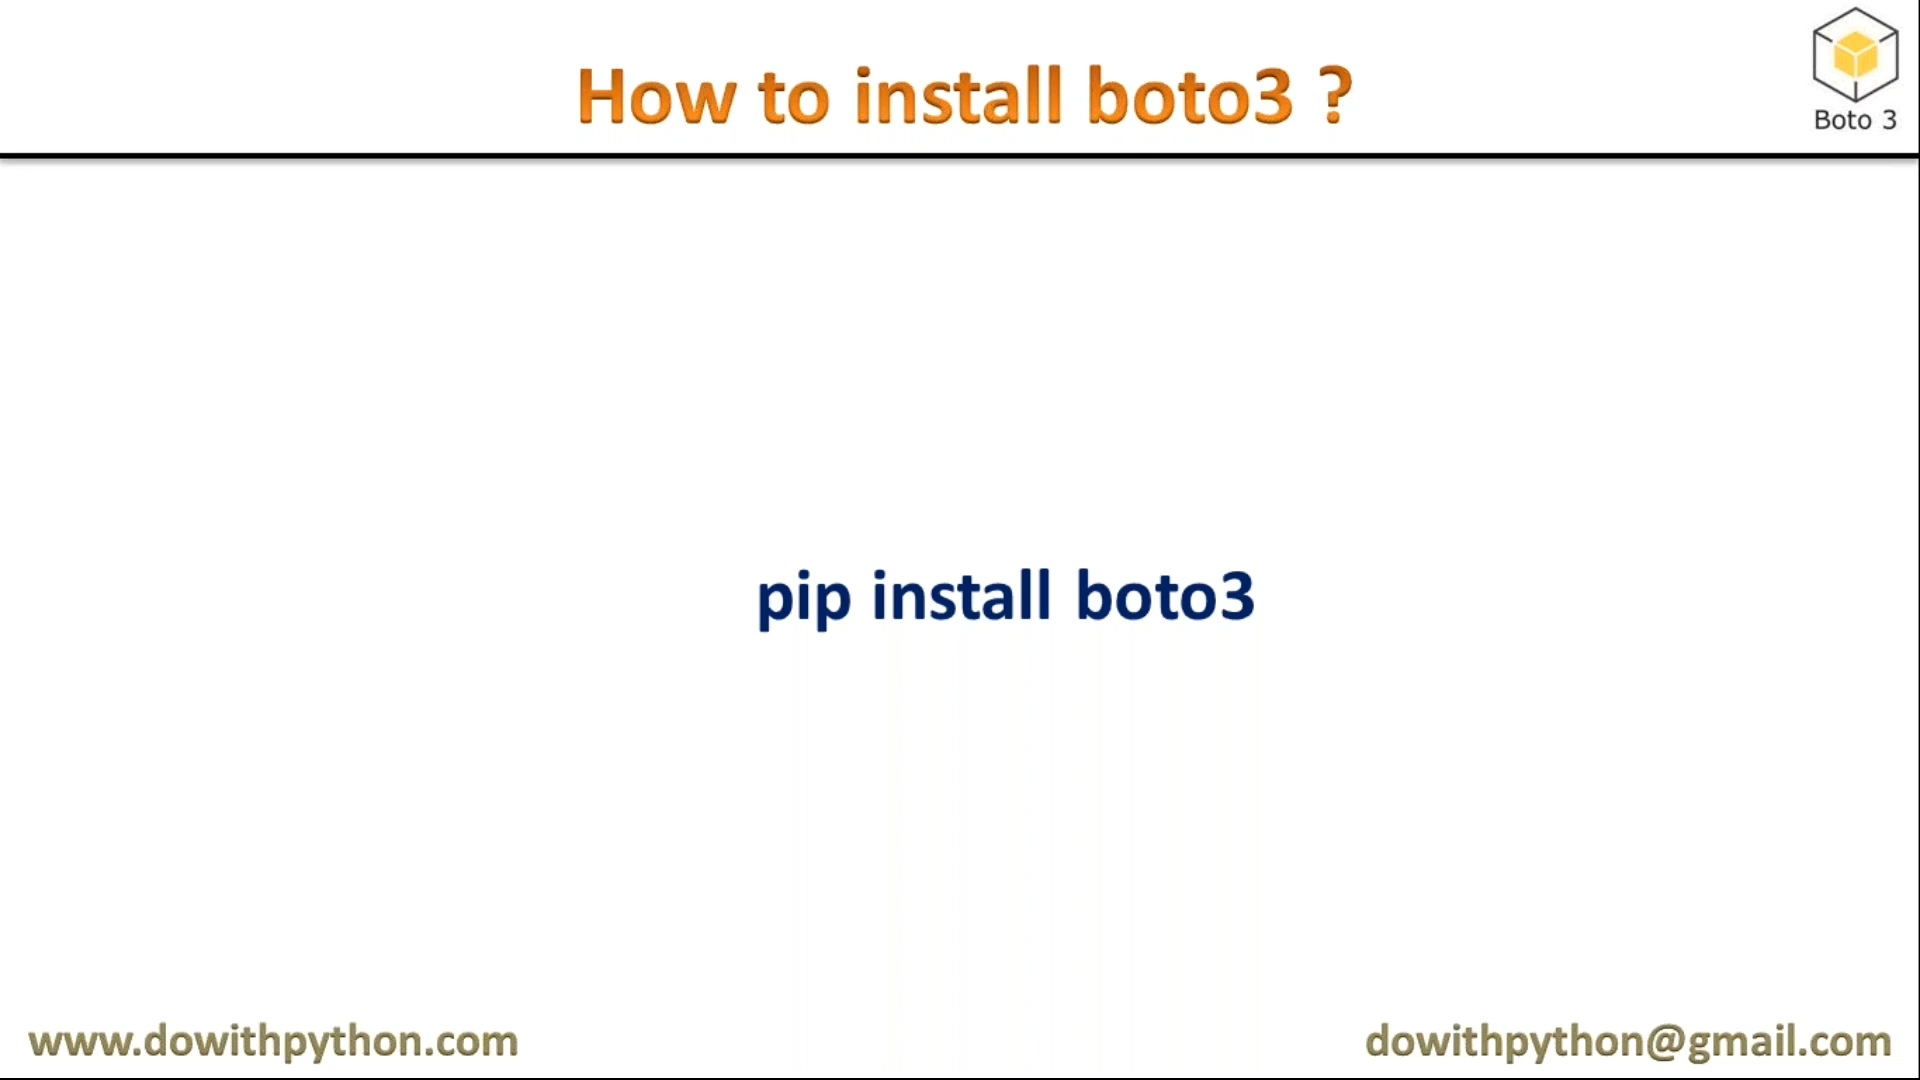 How to install boto3 ?
Boto 3
pip install boto3
www.dowithpython.com
dowithpython@gmail.com